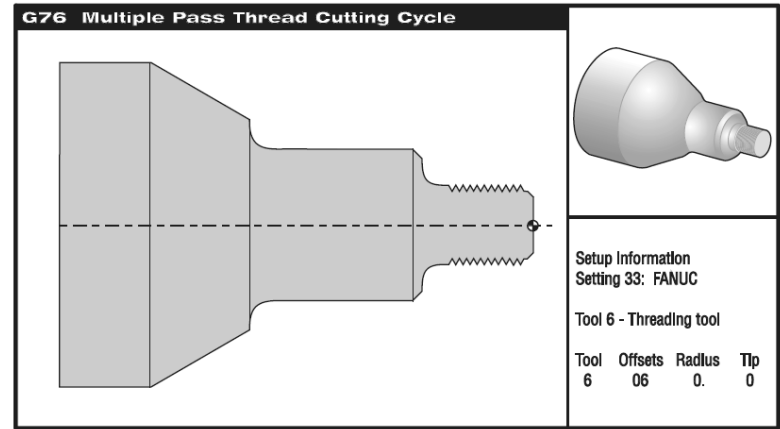 G76 Multiple Pass Thread Cutting Cycle
Setup Information
Setting 33: FANUC
Tool 6 - Threading tool
Tool Offsets Radius Tip
6 06 0. 0